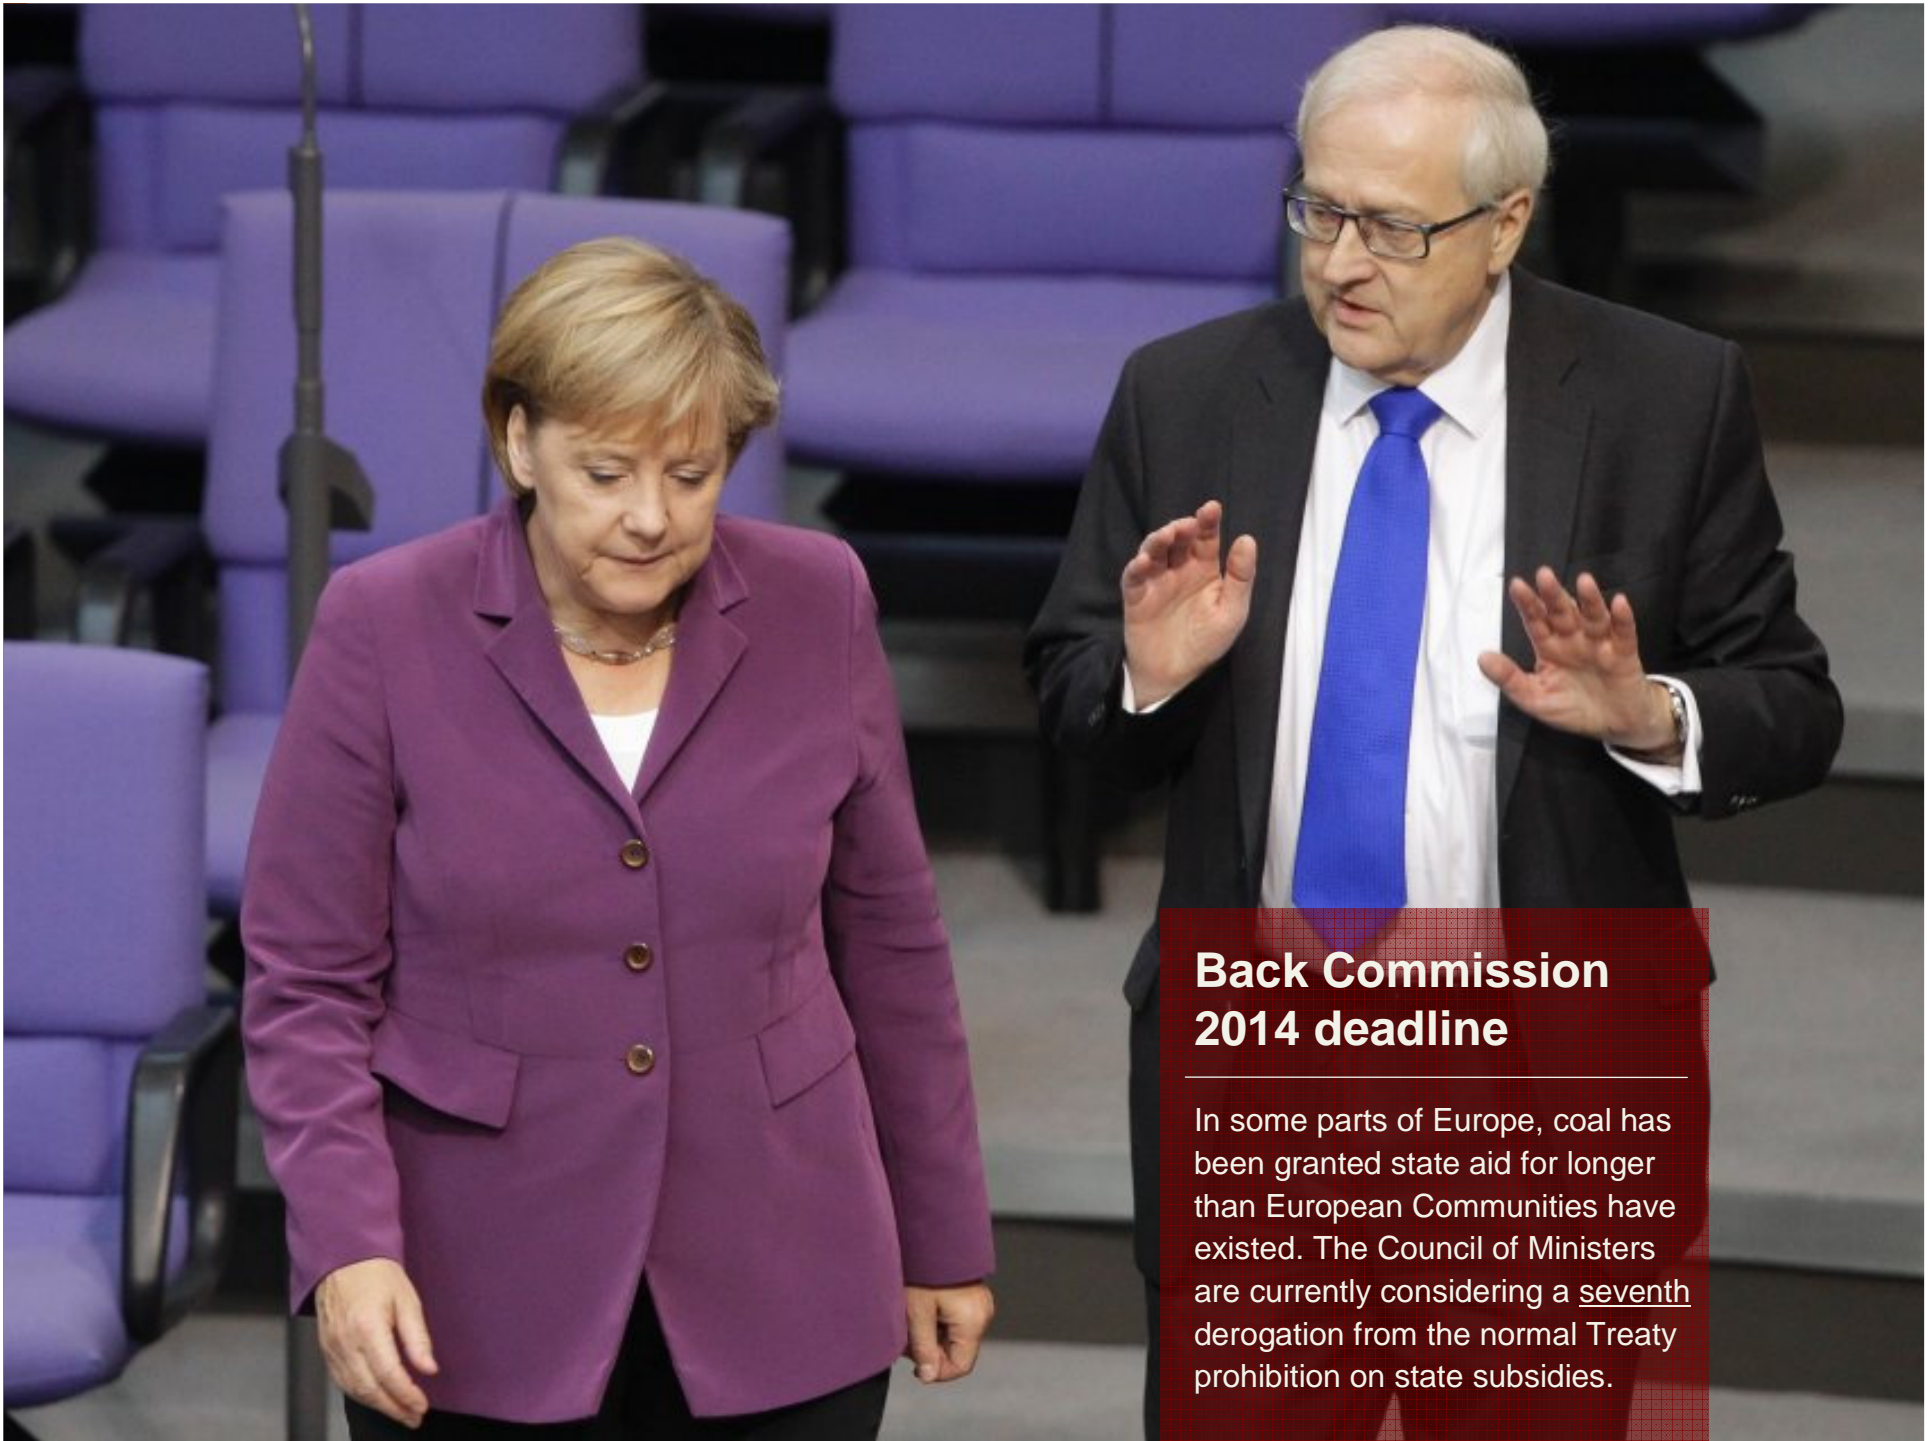 Back Commission
2014 deadline
In some parts of Europe, coal has
been granted state aid for longer
than European Communities have
existed. The Council of Ministers
are currently considering a seventh
derogation from the normal Treaty
prohibition on state subsidies.